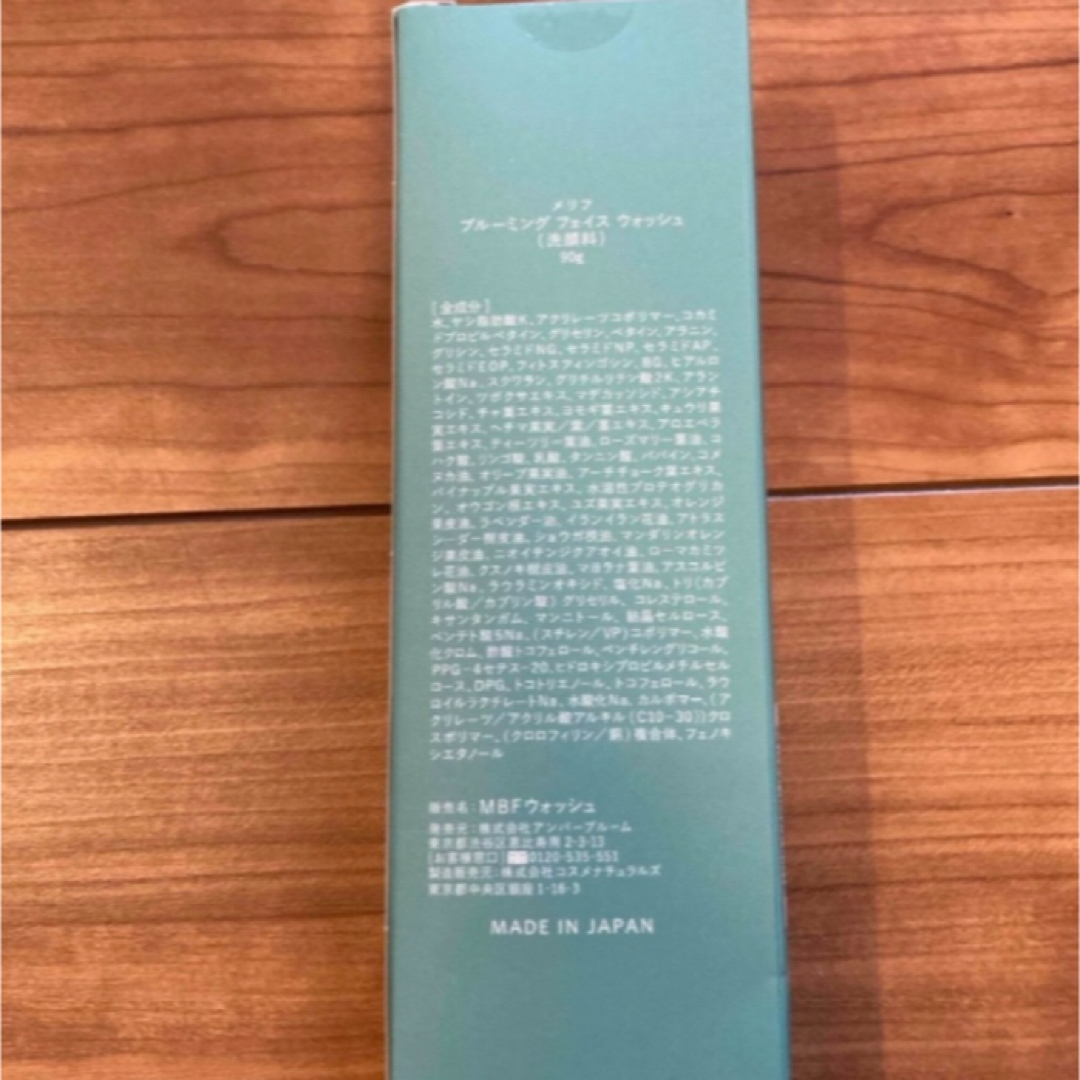 メリフ
ブルーミング フェイス ウォッシュ
(洗顔料)
90g
[全成分]
水、ヤシ脂肪酸K、アクリレーツコポリマー、コカミ
ドプロピルベタイン、グリセリン、ベタイン、アラニン、
グリシン、セラミドNG、セラミドNP、セラミドAP、
セラミドEOP、フィトスフィンゴシン、BG、ヒアルロ
ン酸Na、スクワラン、グリチルリチン酸2K、アラン
トイン、ツボクサエキス、マデカッソシド、アシアチ
コシド、チャ葉エキス、ヨモギ葉エキス、キュウリ果
実エキス、ヘチマ果実/葉/茎エキス、アロエベラ
葉エキス、ティーツリー葉油、ローズマリー葉油、コ
ハク酸、リンゴ酸、乳酸、タンニン酸、パパイン、コメ
ヌカ油、オリーブ果実油、アーチチョーク葉エキス、
パイナップル果実エキス、水溶性プロテオグリカ
ン、オウゴン根エキス、ユズ果実エキス、オレンジ
果皮油、ラベンダー油、イランイラン花油、アトラス
シーダー樹皮油、ショウガ根油、マンダリンオレン
ジ果皮油、ニオイテンジクアオイ油、ローマカミツ
レ花油、クスノキ樹皮油、マヨラナ葉油、アスコルビ
ン酸Na、ラウラミンオキシド、塩化Na、トリ(カプ
リル酸/カプリン酸)グリセリル、コレステロール、
キサンタンガム、マンニトール、結晶セルロース、
ペンテト酸5Na、(スチレン/VP)コポリマー、水酸
化クロム、酢酸トコフェロール、ペンチレングリコール、
PPG-4セテス-20、ヒドロキシプロピルメチルセル
ロース、DPG、トコトリエノール、トコフェロール、ラウ
ロイルラクチレートNa、水酸化Na、カルボマー、(ア
クリレーツ/アクリル酸アルキル(C10-30))クロ
スポリマー、(クロロフィリン/銅)複合体、フェノキ
シエタノール
販売名:MBFウォッシュ
発売元:株式会社アンバーブルーム
東京都渋谷区恵比寿南2-3-13
[お客様窓口] 0120-535-551
製造販売元:株式会社コスメナチュラルズ
東京都中央区銀座1-16-3
MADE IN JAPAN